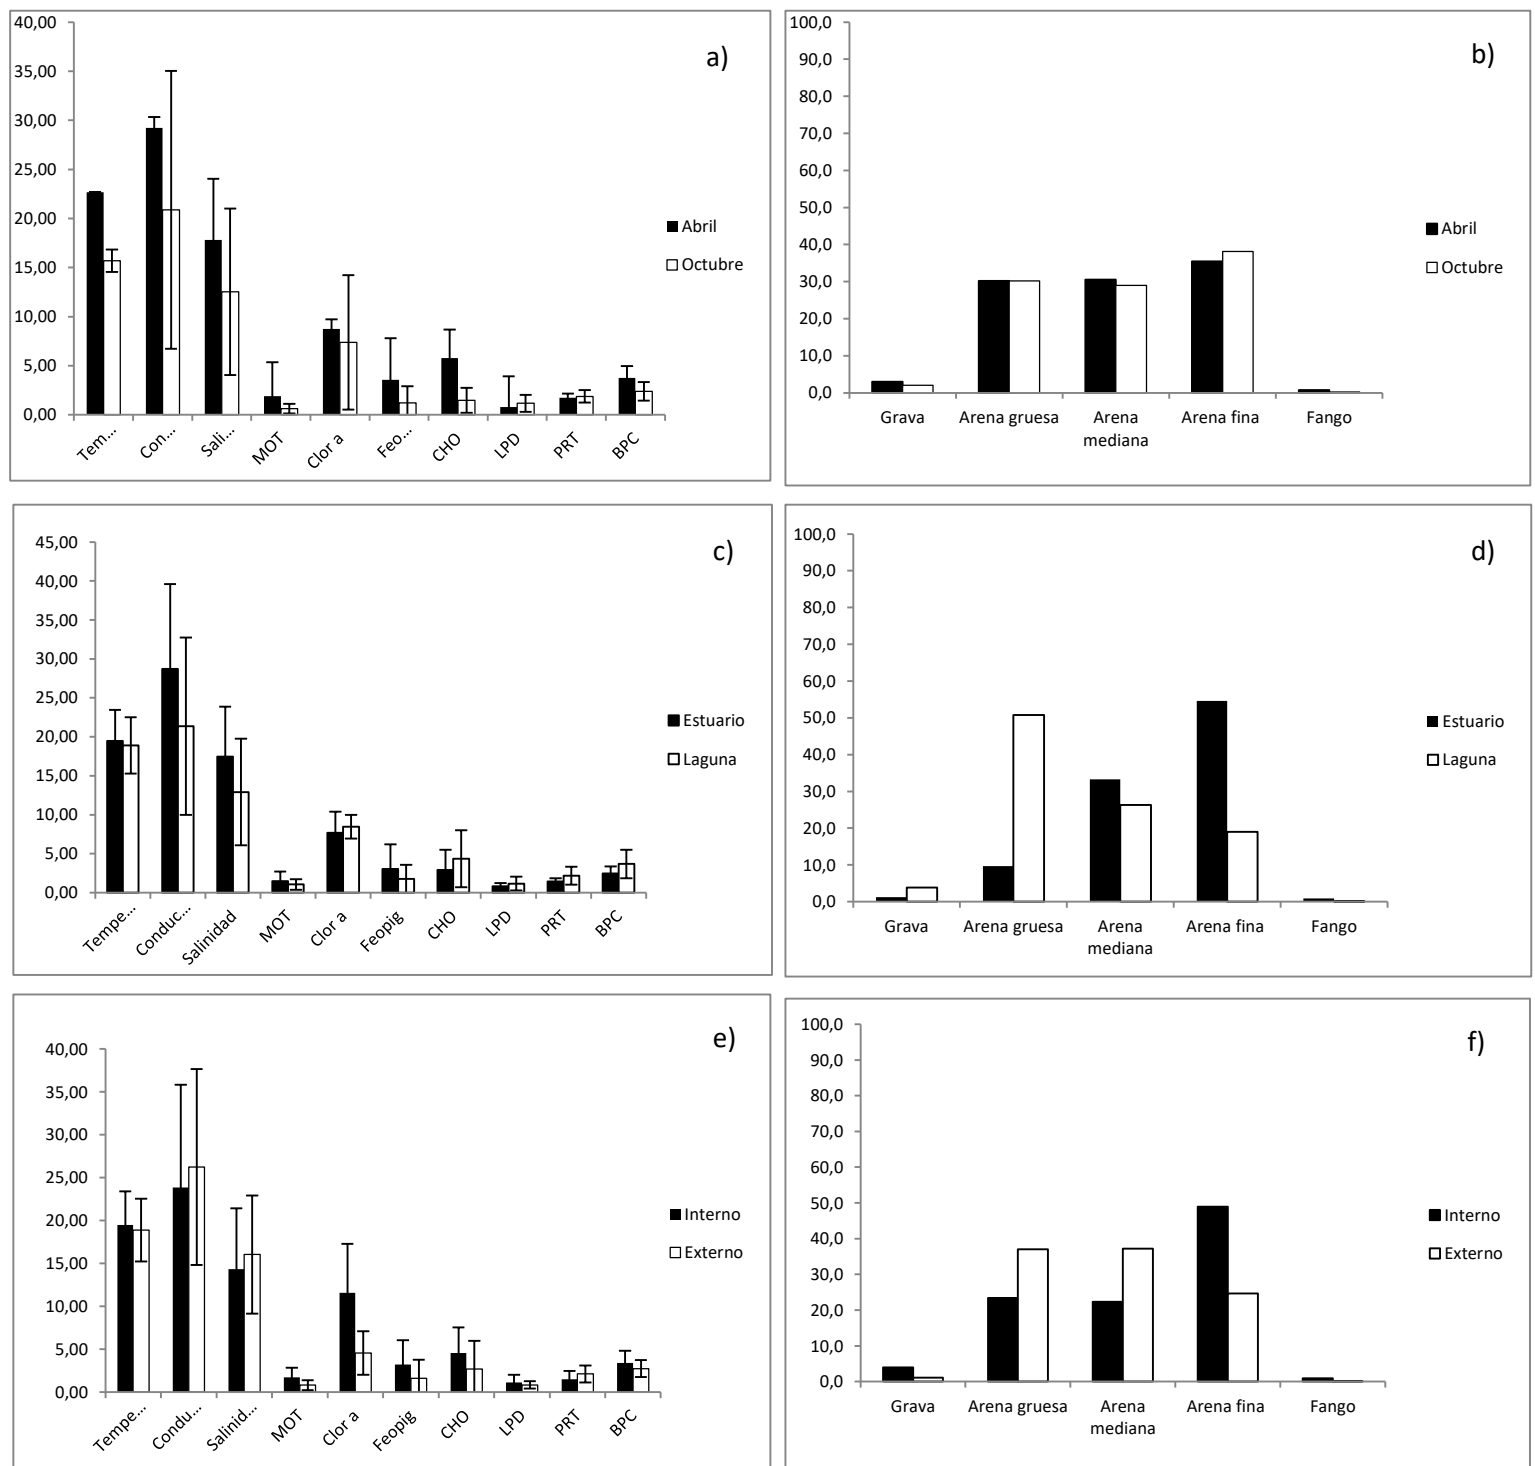 a)
40,00
35,00
30,00
25,00
20,00
15,00
10,00
5,00
0,00
Tem...
Con...
Sali...
MOT
Clor a
Feo...
CHO
LPD
PRT
BPC
Abril
Octubre
b)
100,0
90,0
80,0
70,0
60,0
50,0
40,0
30,0
20,0
10,0
0,0
Grava
Arena gruesa
Arena
mediana
Arena fina
Fango
Abril
Octubre
c)
45,00
40,00
35,00
30,00
25,00
20,00
15,00
10,00
5,00
0,00
Tempe...
Conduc...
Salinidad
MOT
Clor a
Feopig
CHO
LPD
PRT
BPC
Estuario
Laguna
d)
100,0
90,0
80,0
70,0
60,0
50,0
40,0
30,0
20,0
10,0
0,0
Grava
Arena gruesa
Arena
mediana
Arena fina
Fango
Estuario
Laguna
e)
40,00
35,00
30,00
25,00
20,00
15,00
10,00
5,00
0,00
Tempe...
Condu...
Salinid...
MOT
Clor a
Feopig
CHO
LPD
PRT
BPC
Interno
Externo
f)
100,0
90,0
80,0
70,0
60,0
50,0
40,0
30,0
20,0
10,0
0,0
Grava
Arena gruesa
Arena
mediana
Arena fina
Fango
Interno
Externo